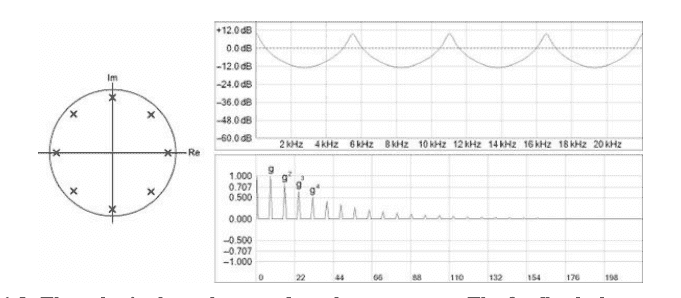 Im
Re
+12.0 dB
0.0 dB
−12.0 dB
−24.0 dB
−36.0 dB
−48.0 dB
−60.0 dB
2 kHz 4 kHz 6 kHz 8 kHz 10 kHz 12 kHz 14 kHz 16 kHz 18 kHz 20 kHz
1.000
0.707
0.500
0.000
−0.500
−0.707
−1.000
g g² g³ g⁴
0 22 44 66 88 110 132 154 176 198